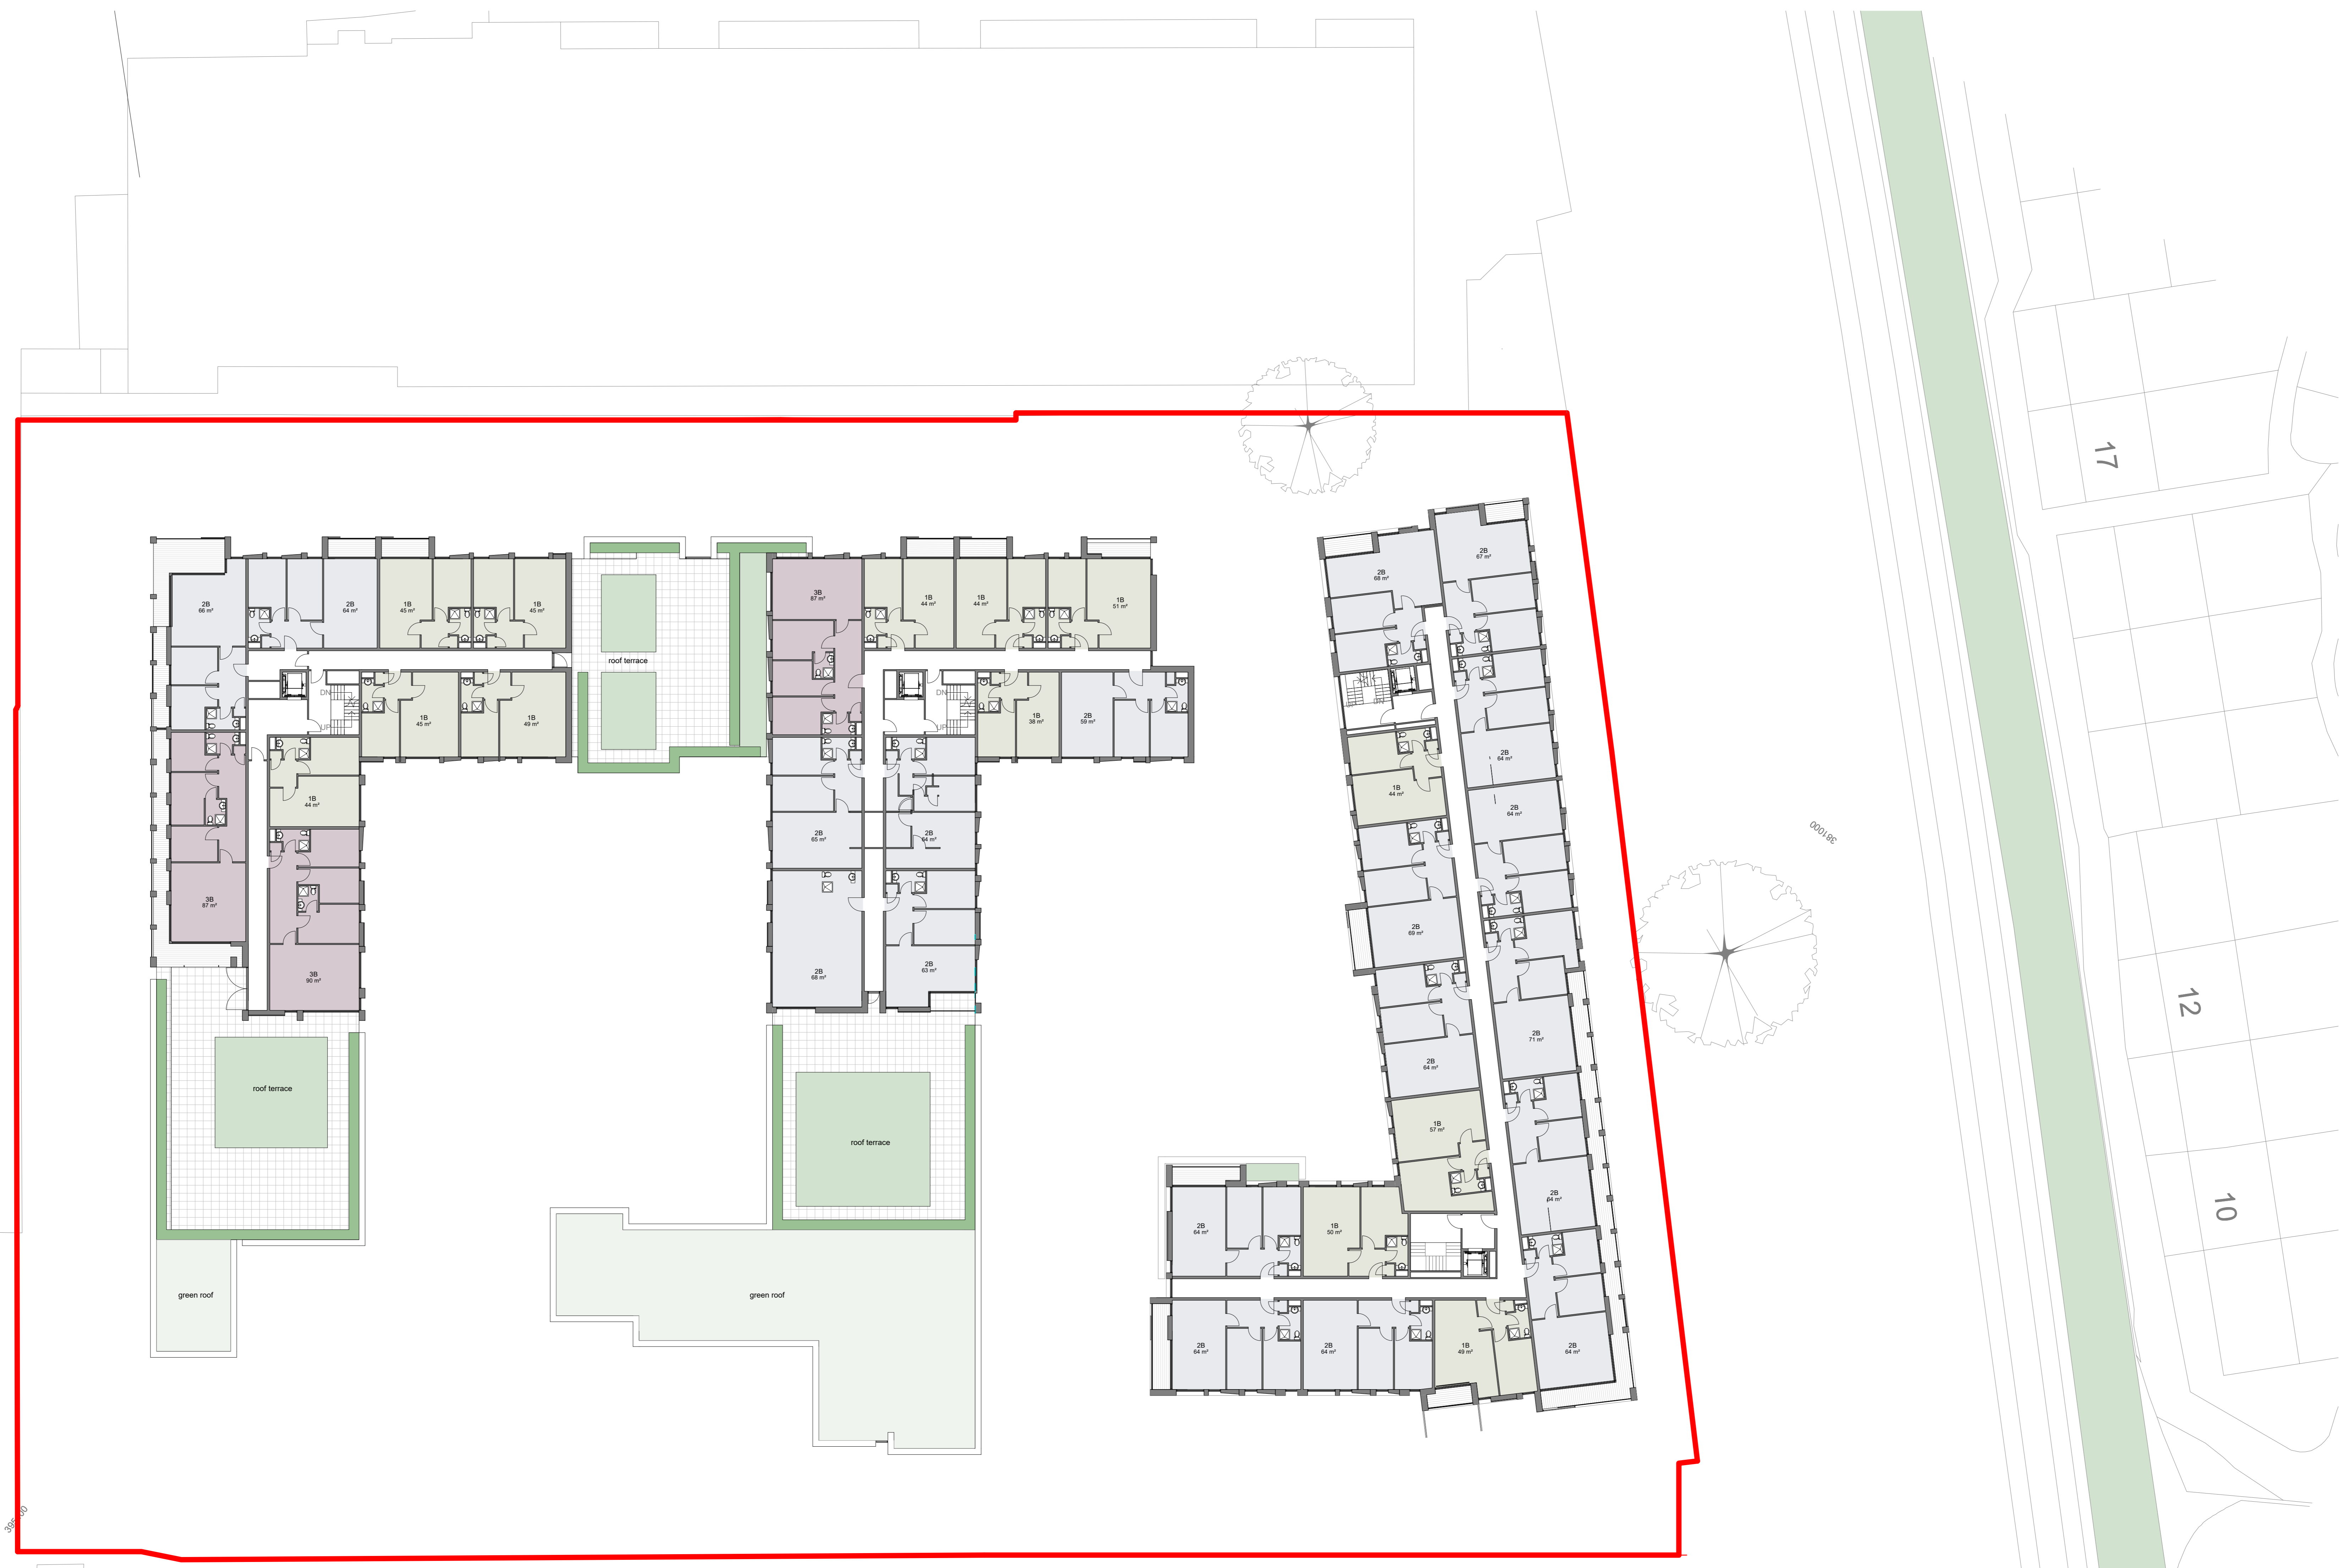 2B
66 m²
2B
64 m²
1B
45 m²
1B
45 m²
DN
UP
1B
45 m²
1B
49 m²
1B
44 m²
3B
87 m²
3B
90 m²
roof terrace
green roof
roof terrace
3B
87 m²
1B
44 m²
1B
44 m²
1B
51 m²
DN
UP
1B
38 m²
2B
59 m²
2B
65 m²
2B
64 m²
2B
68 m²
2B
63 m²
roof terrace
green roof
2B
68 m²
2B
67 m²
UP
DN
2B
64 m²
1B
44 m²
2B
64 m²
2B
69 m²
2B
71 m²
2B
64 m²
1B
57 m²
2B
64 m²
2B
64 m²
1B
50 m²
2B
64 m²
2B
64 m²
1B
49 m²
2B
64 m²
17
12
10
381000